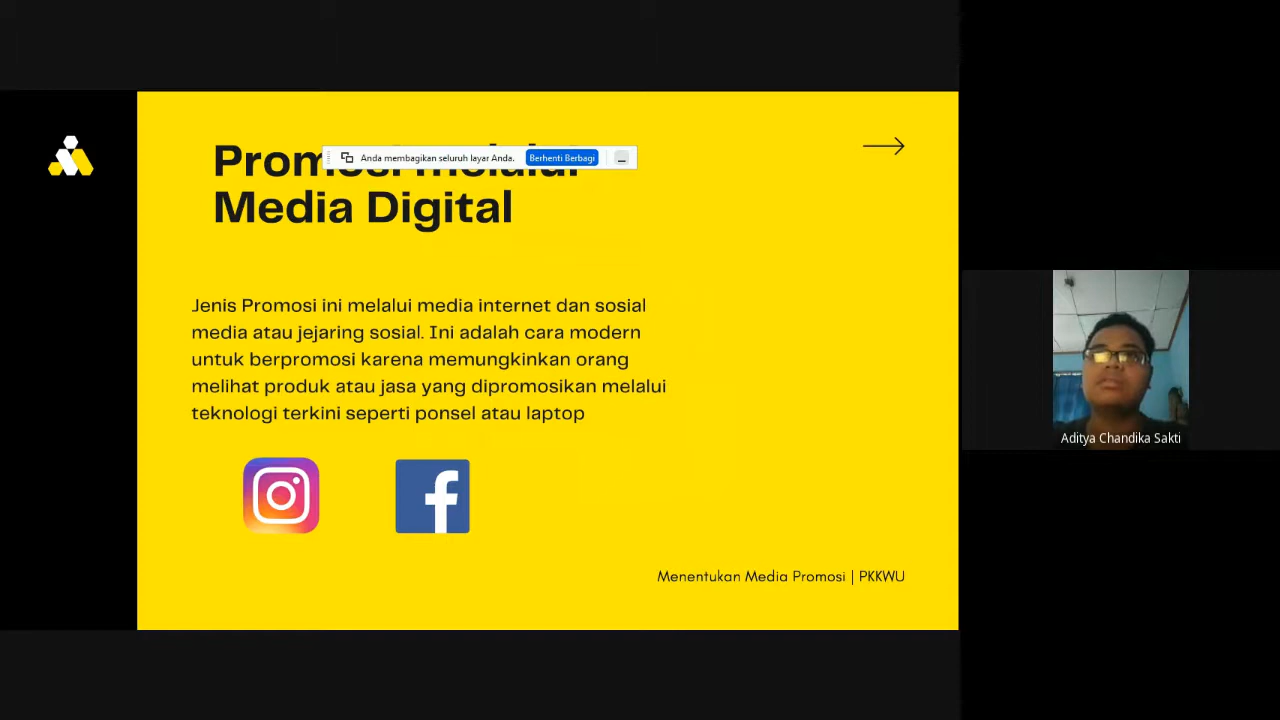 Promosi melalui
Media Digital
Anda membagikan seluruh layar Anda.
Berhenti Berbagi
Jenis Promosi ini melalui media internet dan sosial
media atau jejaring sosial. Ini adalah cara modern
untuk berpromosi karena memungkinkan orang
melihat produk atau jasa yang dipromosikan melalui
teknologi terkini seperti ponsel atau laptop
Menentukan Media Promosi | PKKWU
Aditya Chandika Sakti